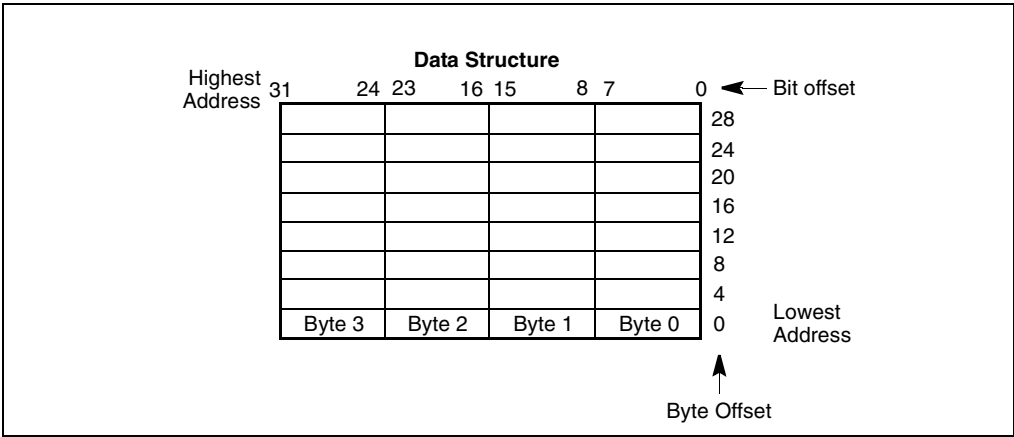 Data Structure
Highest
Address
31 24 23 16 15 8 7 0 Bit offset
28
24
20
16
12
8
4
Byte 3 Byte 2 Byte 1 Byte 0 0
Lowest
Address
Byte Offset